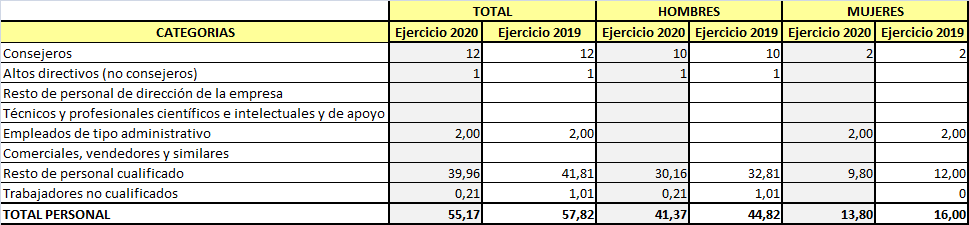 TOTAL HOMBRES MUJERES
CATEGORIAS Ejercicio 2020 Ejercicio 2019 Ejercicio 2020 Ejercicio 2019 Ejercicio 2020 Ejercicio 2019
Consejeros 12 12 10 10 2 2
Altos directivos (no consejeros) 1 1 1 1
Resto de personal de dirección de la empresa
Técnicos y profesionales científicos e intelectuales y de apoyo
Empleados de tipo administrativo 2,00 2,00 2,00 2,00
Comerciales, vendedores y similares
Resto de personal cualificado 39,96 41,81 30,16 32,81 9,80 12,00
Trabajadores no cualificados 0,21 1,01 0,21 1,01 0
TOTAL PERSONAL 55,17 57,82 41,37 44,82 13,80 16,00